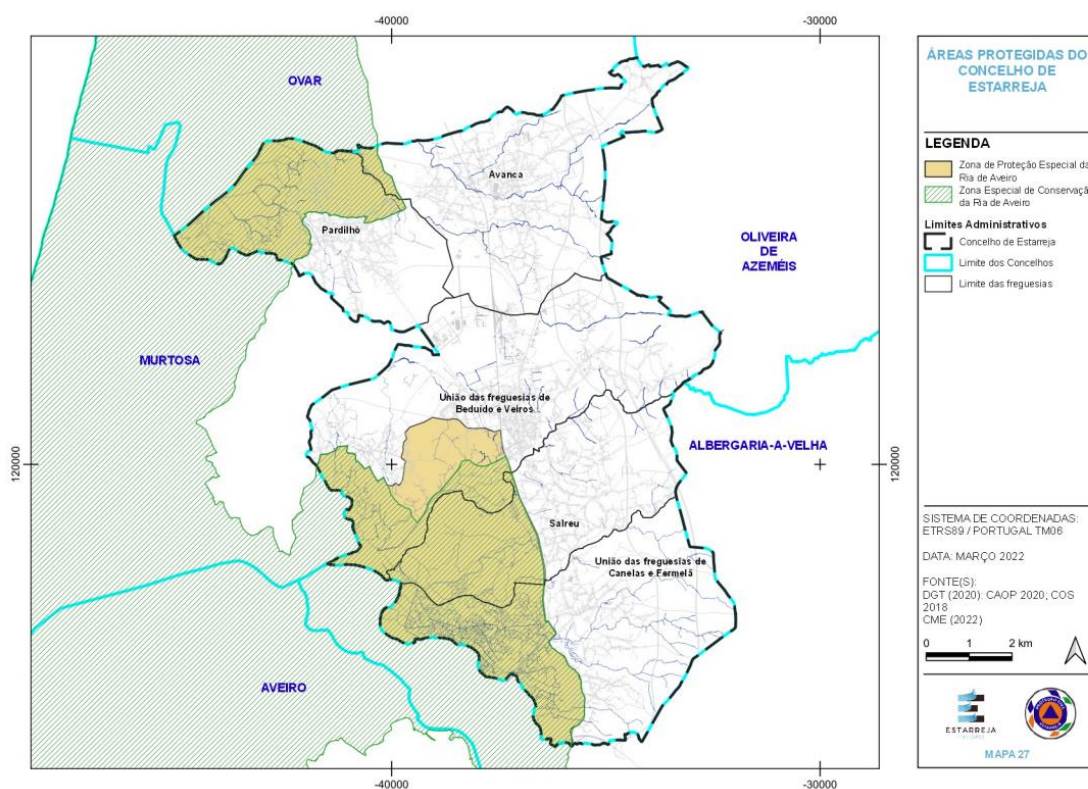 -40000
-30000
OVAR
Avanca
Pardilhó
OLIVEIRA
DE
AZEMÉIS
MURTOSA
União das freguesias de
Beduído e Veiros
ALBERGARIA-A-VELHA
120000
120000
Salreu
União das freguesias de
Canelas e Fermelã
AVEIRO
-40000
-30000
ÁREAS PROTEGIDAS DO
CONCELHO DE
ESTARREJA
LEGENDA
Zona de Proteção Especial da
Ria de Aveiro
Zona Especial de Conservaçã
da Ria de Aveiro
Limites Administrativos
Concelho de Estarreja
Limite dos Concelhos
Limite das freguesias
SISTEMA DE COORDENADAS:
ETRS89 / PORTUGAL TM06
DATA: MARÇO 2022
FONTE(S):
DGT (2020): CAOP 2020; COS
2018
CME (2022)
0 1 2 km
ESTARREJA
MAPA 27